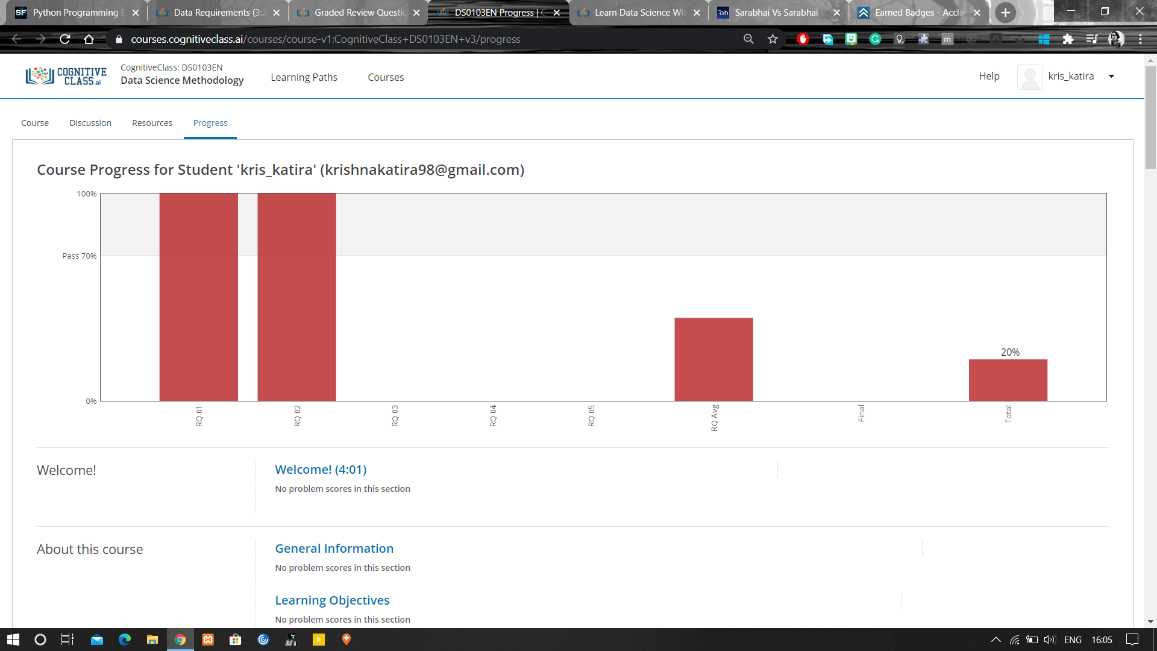 Python Programming E
Data Requirements (3:2
Graded Review Questio
DS0103EN Progress |
Learn Data Science Wi
Sarabhai Vs Sarabhai
Earned Badges - Accla
courses.cognitiveclass.ai/courses/course-v1:CognitiveClass+DS0103EN+v3/progress
COGNITIVE
CLASS.ai
CognitiveClass: DS0103EN
Data Science Methodology
Learning Paths
Courses
Help
kris_katira
Course
Discussion
Resources
Progress
Course Progress for Student 'kris_katira' (krishnakatira98@gmail.com)
100%
Pass 70%
0%
20%
RQ 01
RQ 02
RQ 03
RQ 04
RQ 05
RQ Avg
Final
Total
Welcome!
Welcome! (4:01)
No problem scores in this section
About this course
General Information
No problem scores in this section
Learning Objectives
No problem scores in this section
ENG
16:05